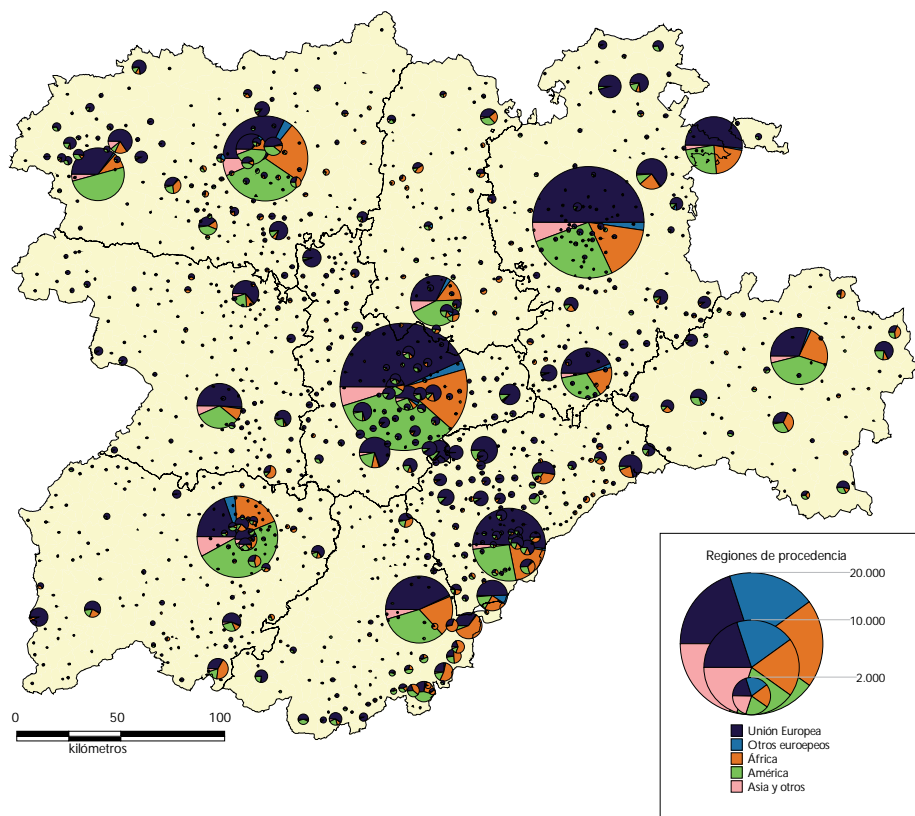 Regiones de procedencia
20.000
10.000
2.000
Unión Europea
Otros euroepeos
África
América
Asia y otros
0 50 100
kilómetros